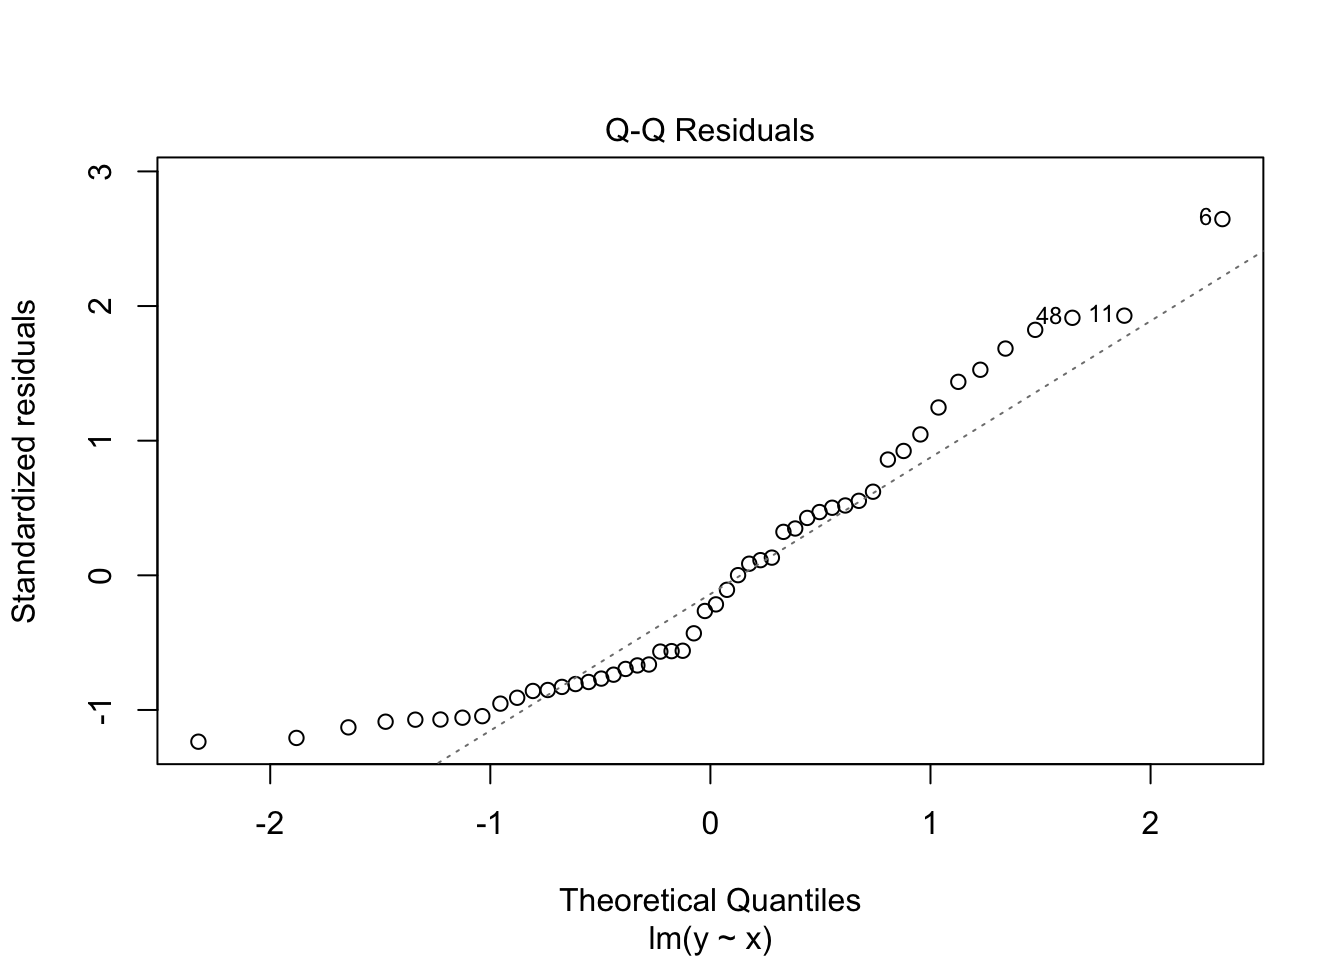 Q-Q Residuals
3
2
1
0
-1
Standardized residuals
6
48
11
-2 -1 0 1 2
Theoretical Quantiles
lm(y ~ x)